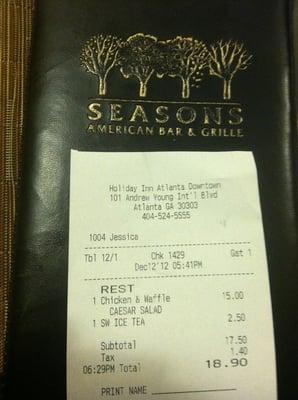 SEASONS
AMERICAN BAR & GRILLE
Holiday Inn Atlanta Downtown
101 Andrew Young Int'l Blvd
Atlanta GA 30303
404-524-5555
1004 Jessica
Tbl 12/1 Chk 1429 Gst 1
Dec12'12 05:41PM
REST
1 Chicken & Waffle 15.00
CAESAR SALAD
1 SW ICE TEA 2.50
Subtotal 17.50
Tax 1.40
06:29PM Total 18.90
PRINT NAME